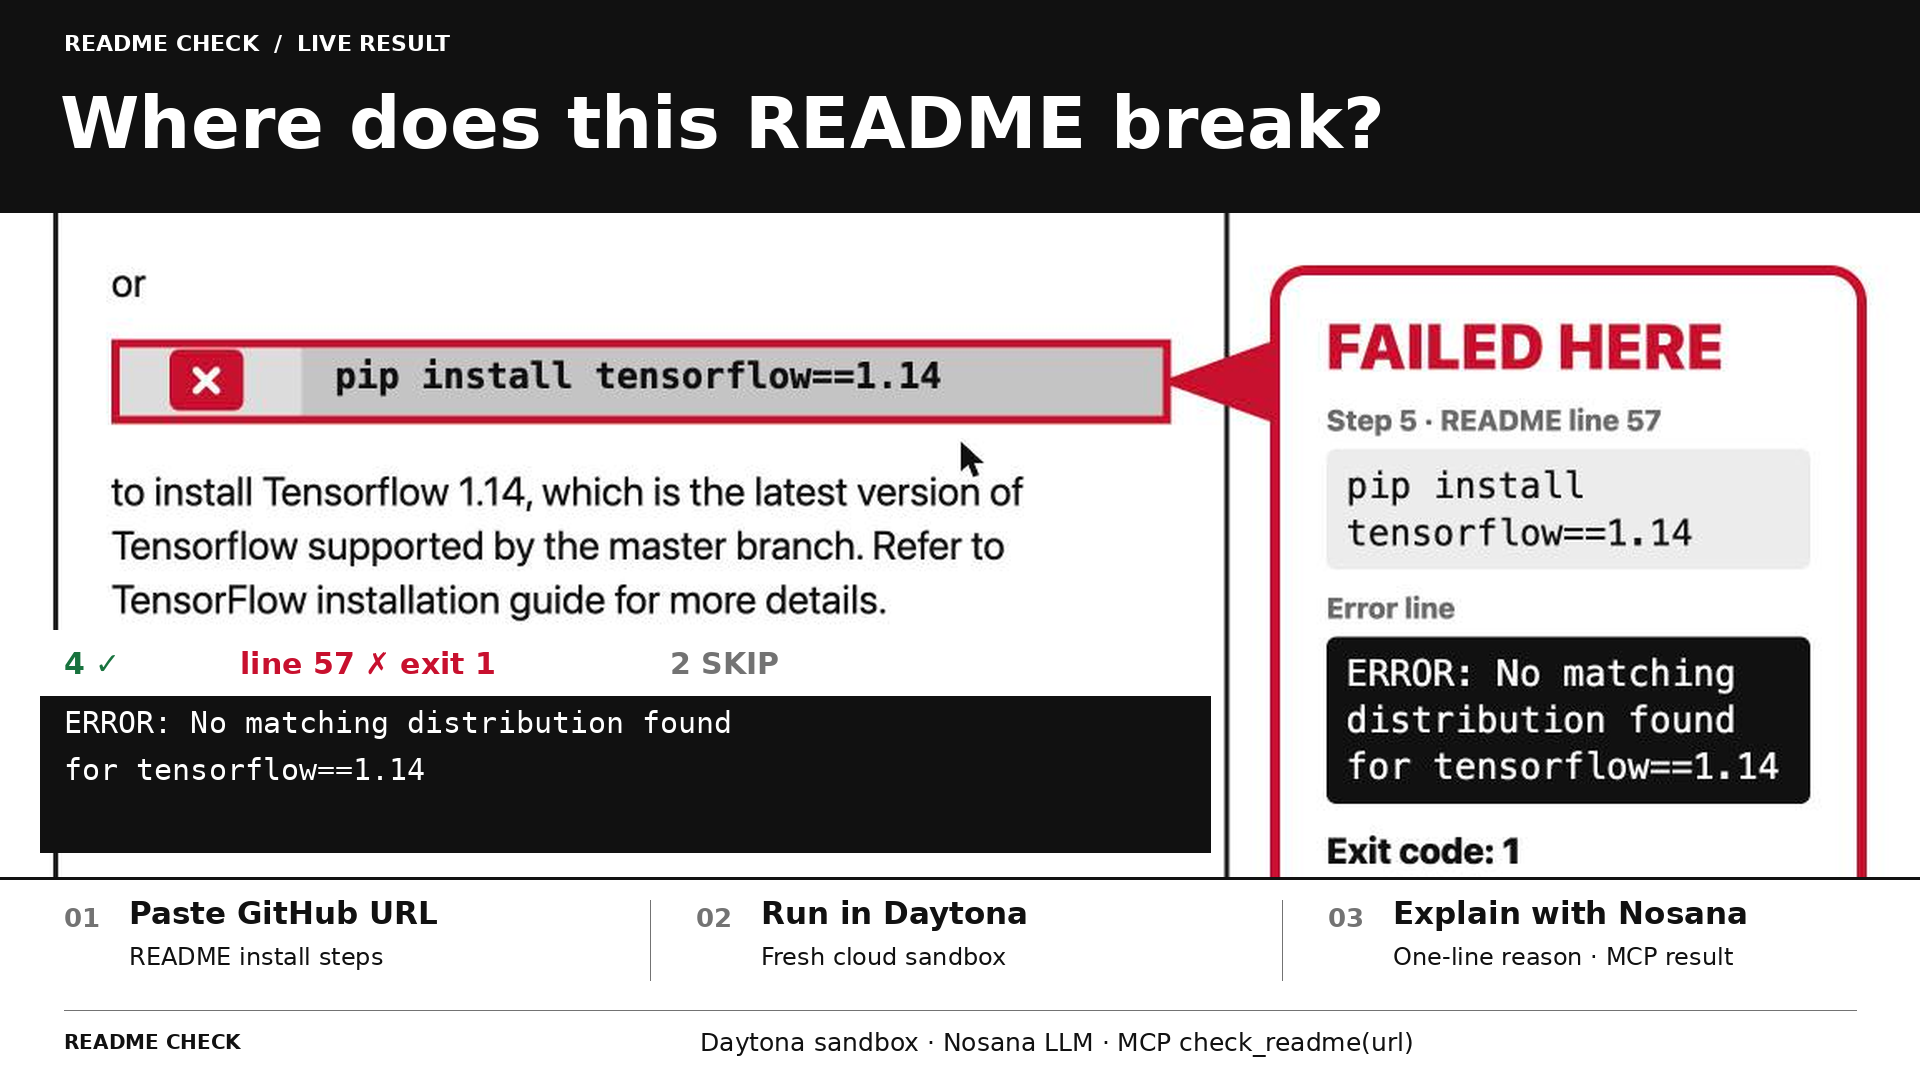 README CHECK / LIVE RESULT
Where does this README break?
or
pip install tensorflow==1.14
to install Tensorflow 1.14, which is the latest version of
Tensorflow supported by the master branch. Refer to
TensorFlow installation guide for more details.
4 ✓ line 57 ✗ exit 1 2 SKIP
ERROR: No matching distribution found
for tensorflow==1.14
FAILED HERE
Step 5 · README line 57
pip install
tensorflow==1.14
Error line
ERROR: No matching
distribution found
for tensorflow==1.14
Exit code: 1
01 Paste GitHub URL
README install steps
02 Run in Daytona
Fresh cloud sandbox
03 Explain with Nosana
One-line reason · MCP result
README CHECK
Daytona sandbox · Nosana LLM · MCP check_readme(url)